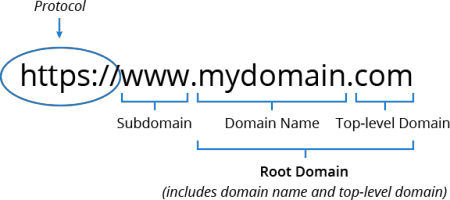 Protocol
https://www.mydomain.com
Subdomain Domain Name Top-level Domain
Root Domain
(includes domain name and top-level domain)